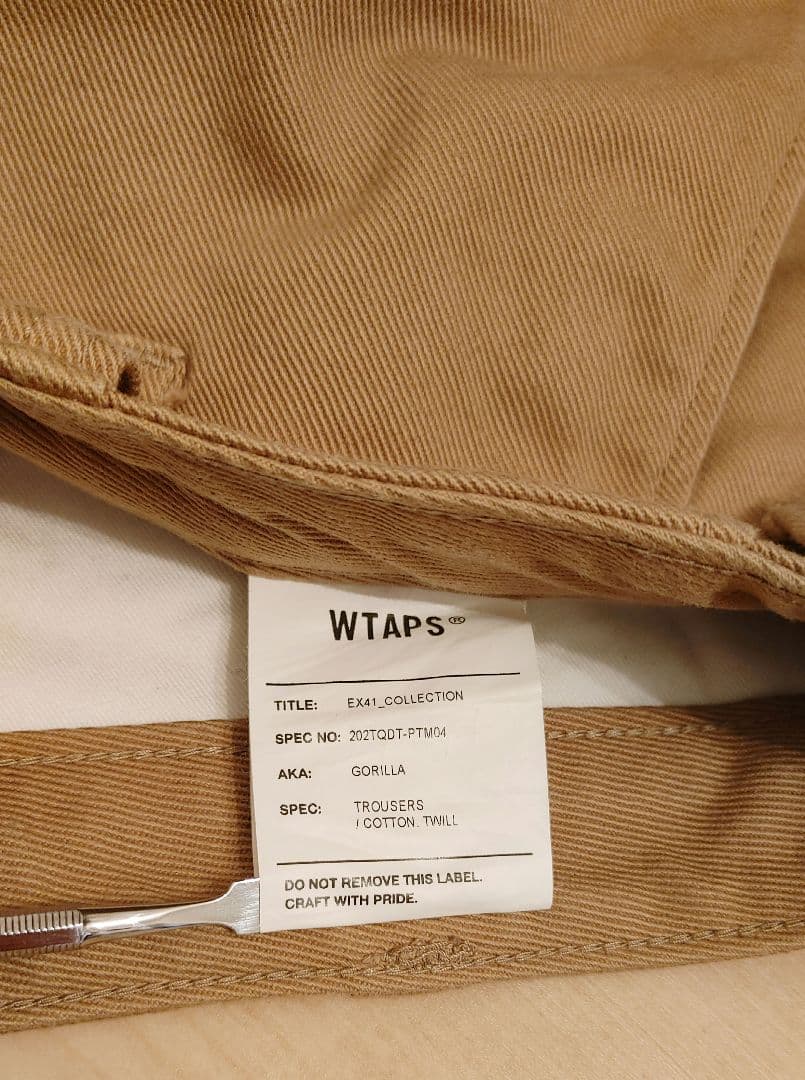 WTAPS®
TITLE: EX41_COLLECTION
SPEC NO: 202TQDT-PTM04
AKA: GORILLA
SPEC: TROUSERS
/ COTTON. TWILL
DO NOT REMOVE THIS LABEL.
CRAFT WITH PRIDE.